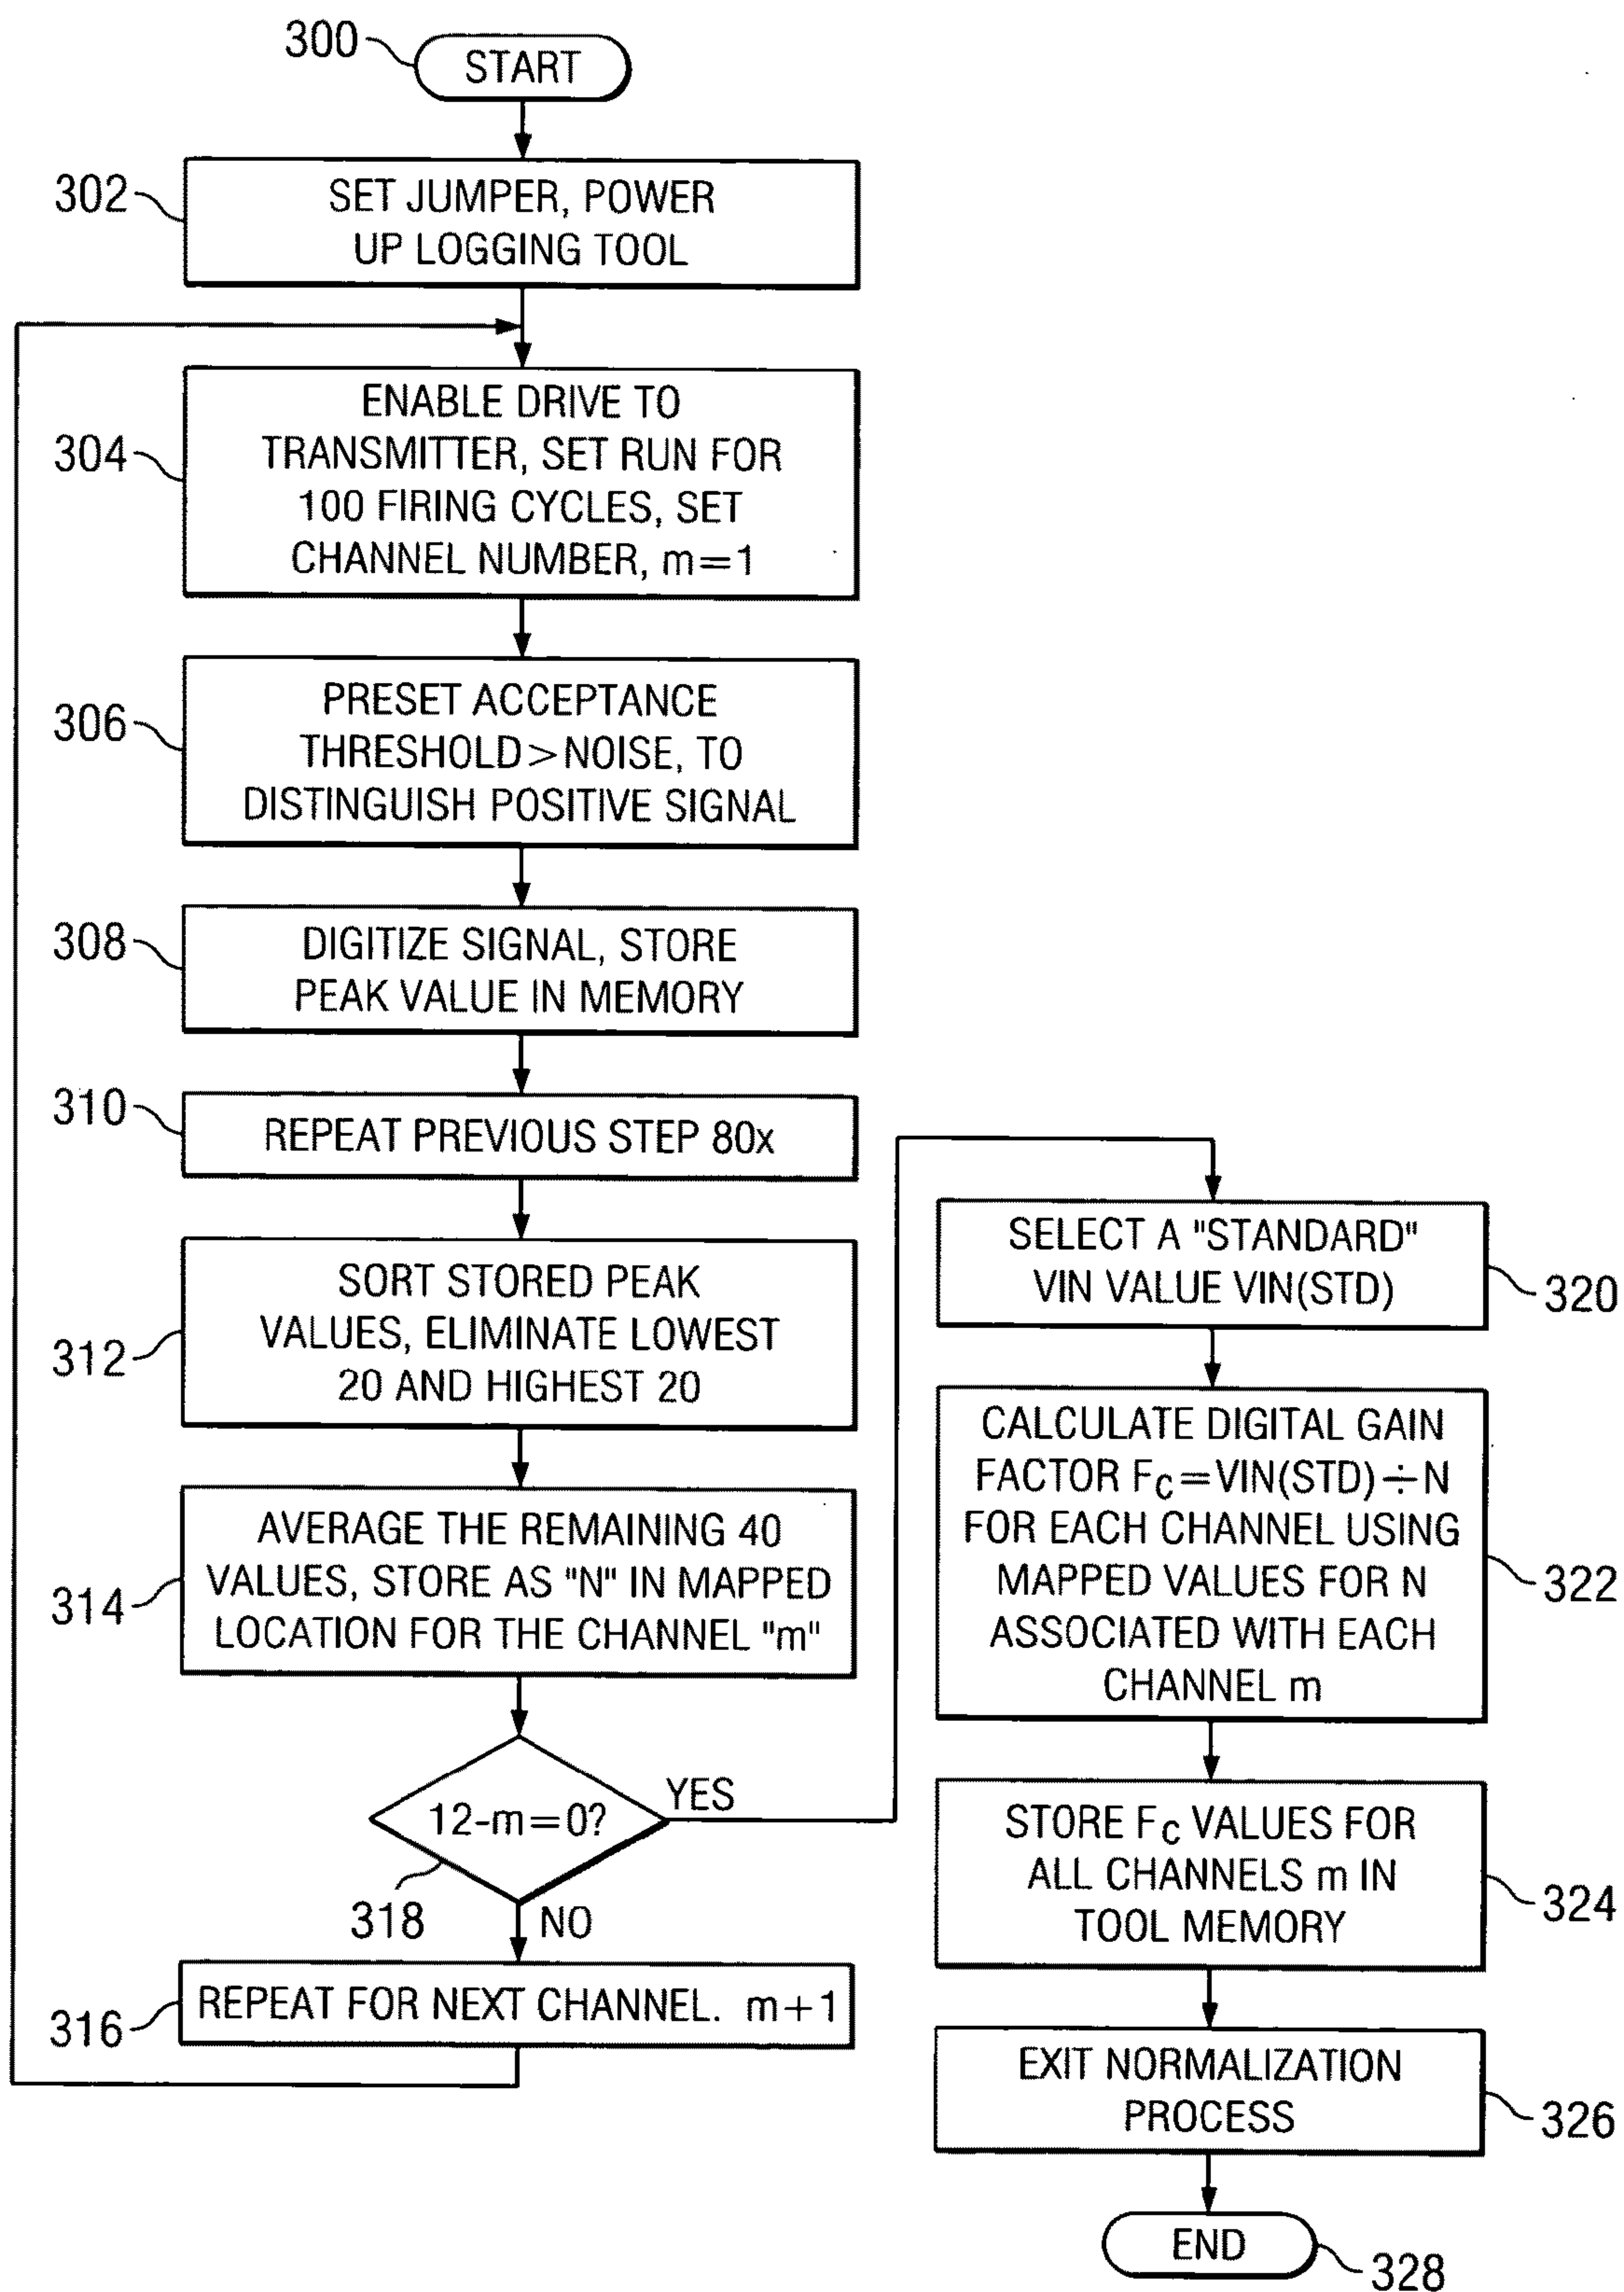 300
START
302
SET JUMPER, POWER
UP LOGGING TOOL
304
ENABLE DRIVE TO
TRANSMITTER, SET RUN FOR
100 FIRING CYCLES, SET
CHANNEL NUMBER, m=1
306
PRESET ACCEPTANCE
THRESHOLD>NOISE, TO
DISTINGUISH POSITIVE SIGNAL
308
DIGITIZE SIGNAL, STORE
PEAK VALUE IN MEMORY
310
REPEAT PREVIOUS STEP 80x
312
SORT STORED PEAK
VALUES, ELIMINATE LOWEST
20 AND HIGHEST 20
314
AVERAGE THE REMAINING 40
VALUES, STORE AS "N" IN MAPPED
LOCATION FOR THE CHANNEL "m"
12-m=0?
YES
318
NO
316
REPEAT FOR NEXT CHANNEL. m+1
SELECT A "STANDARD"
VIN VALUE VIN(STD)
320
CALCULATE DIGITAL GAIN
FACTOR FC=VIN(STD)÷N
FOR EACH CHANNEL USING
MAPPED VALUES FOR N
ASSOCIATED WITH EACH
CHANNEL m
322
STORE FC VALUES FOR
ALL CHANNELS m IN
TOOL MEMORY
324
EXIT NORMALIZATION
PROCESS
326
END
328